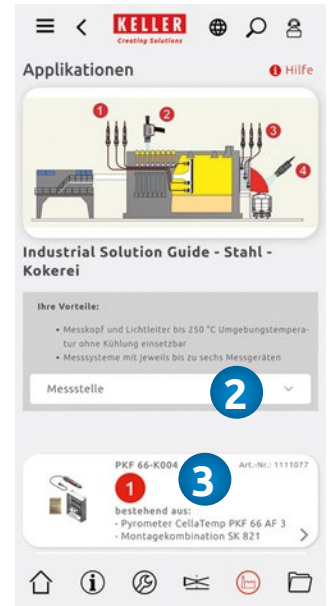 KELLER
Creating Solutions
Applikationen
Hilfe
1
2
3
4
Industrial Solution Guide - Stahl -
Kokerei
Ihre Vorteile:
• Messkopf und Lichtleiter bis 250 °C Umgebungstempera-
tur ohne Kühlung einsetzbar
• Messsysteme mit jeweils bis zu sechs Messgeräten
Messstelle
2
PKF 66-K004
Art.-Nr.: 1111077
1
3
bestehend aus:
- Pyrometer CellaTemp PKF 66 AF 3
- Montagekombination SK 821